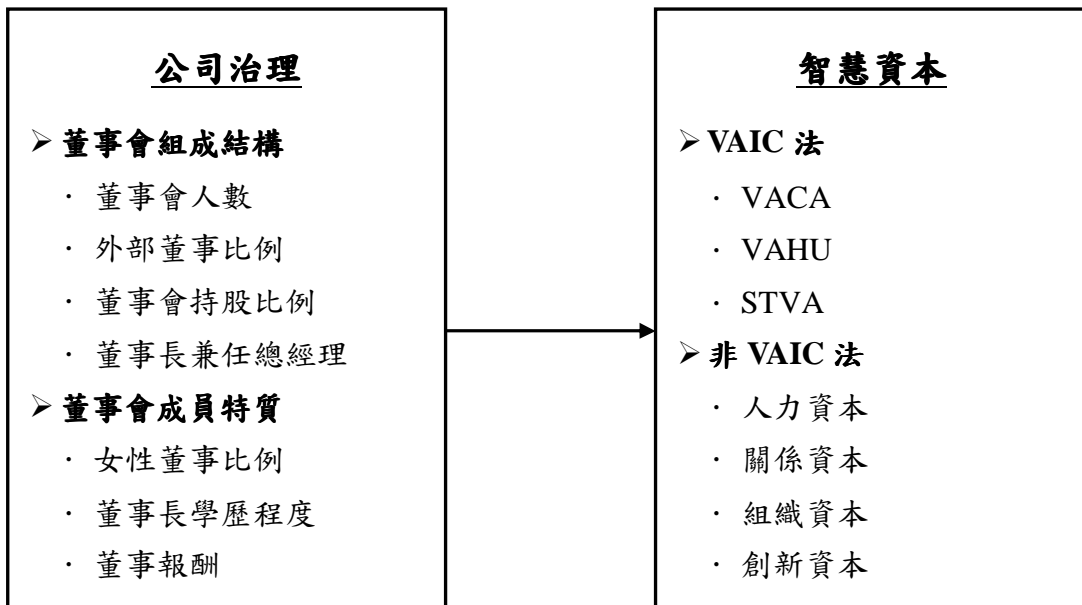 公司治理
➢ 董事會組成結構
· 董事會人數
· 外部董事比例
· 董事會持股比例
· 董事長兼任總經理
➢ 董事會成員特質
· 女性董事比例
· 董事長學歷程度
· 董事報酬
智慧資本
➢ VAIC 法
· VACA
· VAHU
· STVA
➢ 非 VAIC 法
· 人力資本
· 關係資本
· 組織資本
· 創新資本